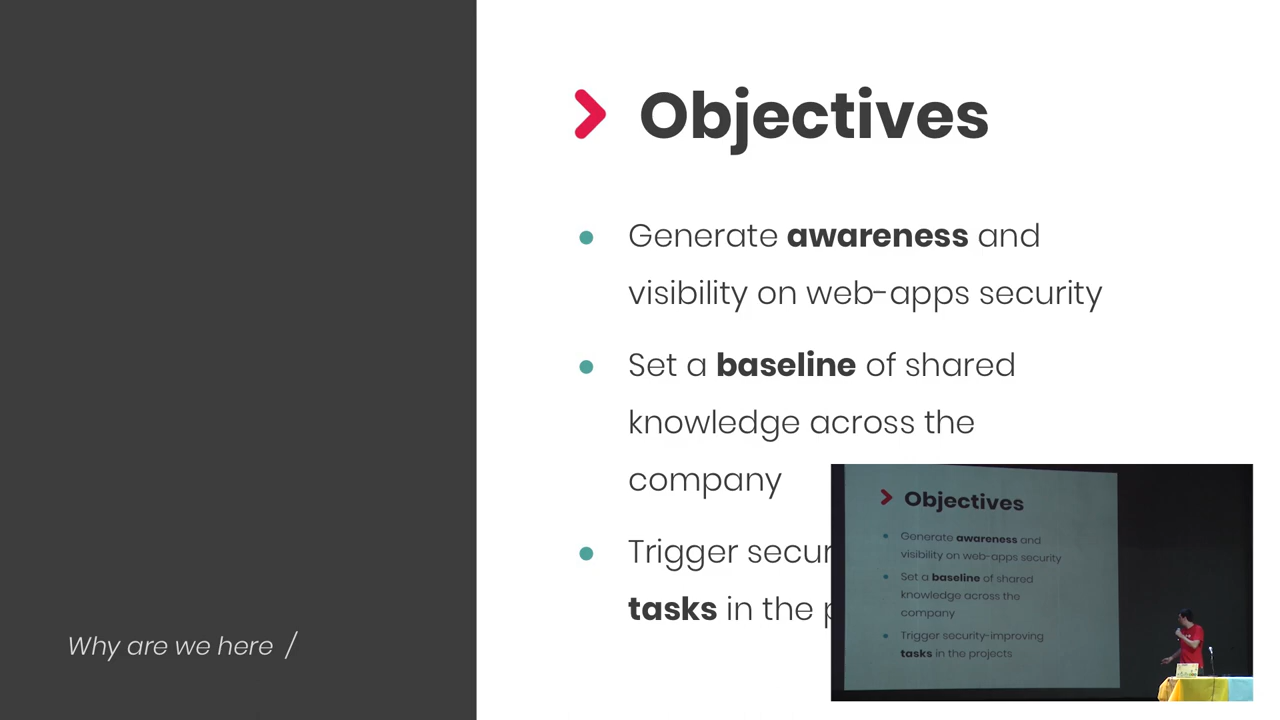 Objectives
Generate awareness and
visibility on web-apps security
Set a baseline of shared
knowledge across the
company
Trigger secur
tasks in the p
Why are we here /
Objectives
Generate awareness and
visibility on web-apps security
Set a baseline of shared
knowledge across the
company
Trigger security-improving
tasks in the projects